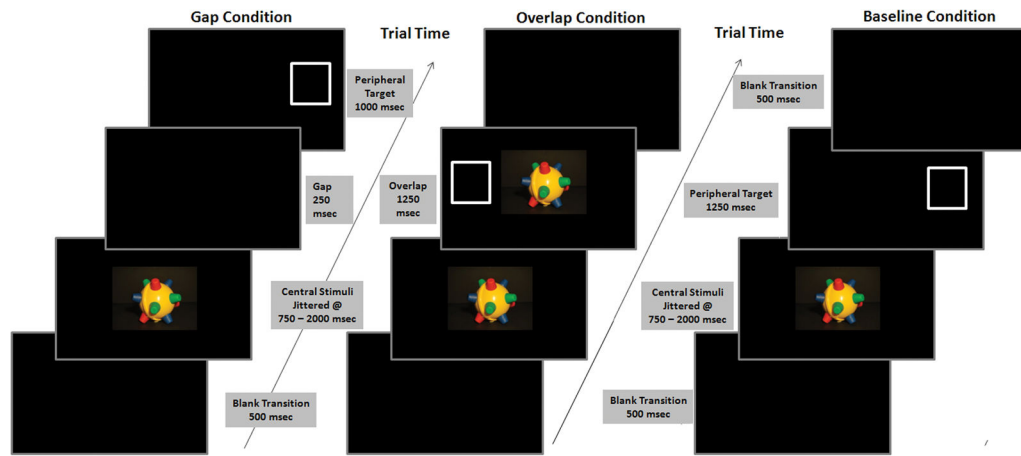 Gap Condition
Trial Time
Overlap Condition
Trial Time
Baseline Condition
Peripheral
Target
1000 msec
Blank Transition
500 msec
Gap
250
msec
Overlap
1250
msec
Peripheral Target
1250 msec
Central Stimuli
Jittered @
750 – 2000 msec
Central Stimuli
Jittered @
750 – 2000 msec
Blank Transition
500 msec
Blank Transition
500 msec